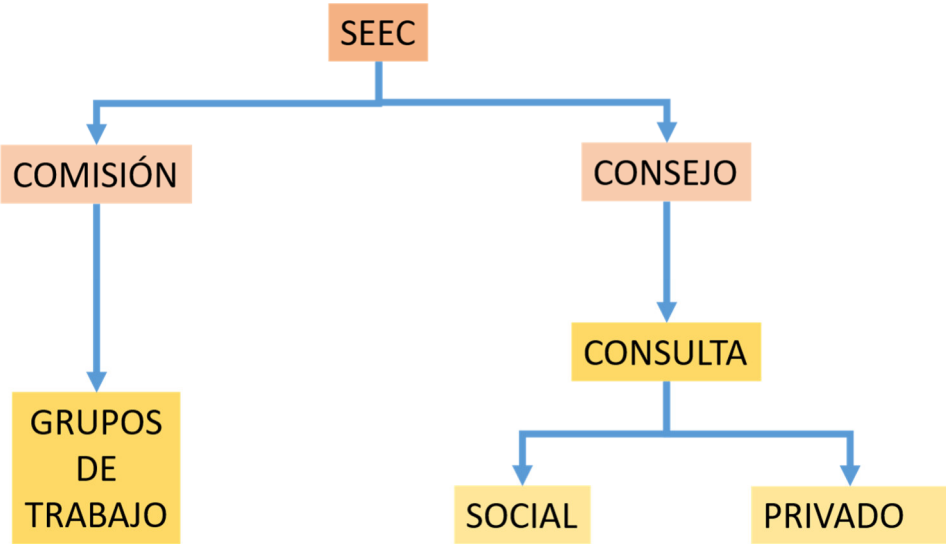 SEEC
COMISIÓN
CONSEJO
CONSULTA
GRUPOS
DE
TRABAJO
SOCIAL
PRIVADO